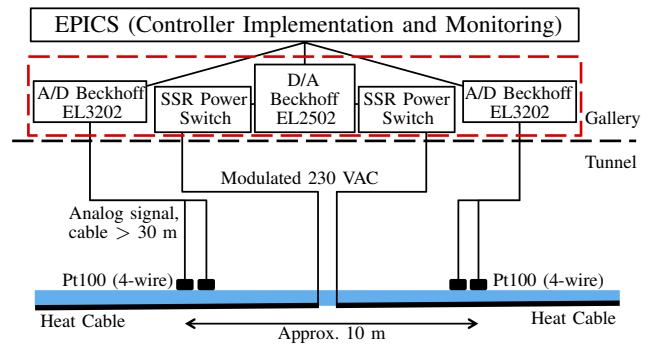 EPICS (Controller Implementation and Monitoring)
A/D Beckhoff
EL3202
SSR Power
Switch
D/A
Beckhoff
EL2502
SSR Power
Switch
A/D Beckhoff
EL3202
Gallery
Tunnel
Modulated 230 VAC
Analog signal,
cable > 30 m
Pt100 (4-wire)
Pt100 (4-wire)
Heat Cable
Approx. 10 m
Heat Cable